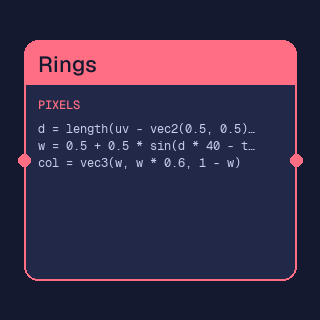 Rings
PIXELS
d = length(uv - vec2(0.5, 0.5)…
w = 0.5 + 0.5 * sin(d * 40 - t…
col = vec3(w, w * 0.6, 1 - w)